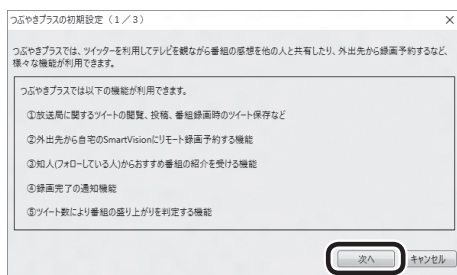 つぶやきプラスの初期設定（1／3）
つぶやきプラスでは、ツイッターを利用してテレビを観ながら番組の感想を他の人と共有したり、外出先から録画予約するなど、
様々な機能が利用できます。
つぶやきプラスでは以下の機能が利用できます。
①放送局に関するツイートの閲覧、投稿、番組録画時のツイート保存など
②外出先から自宅のSmartVisionにリモート録画予約する機能
③知人(フォローしている人)からおすすめ番組の紹介を受ける機能
④録画完了の通知機能
⑤ツイート数により番組の盛り上がりを判定する機能
次へ キャンセル